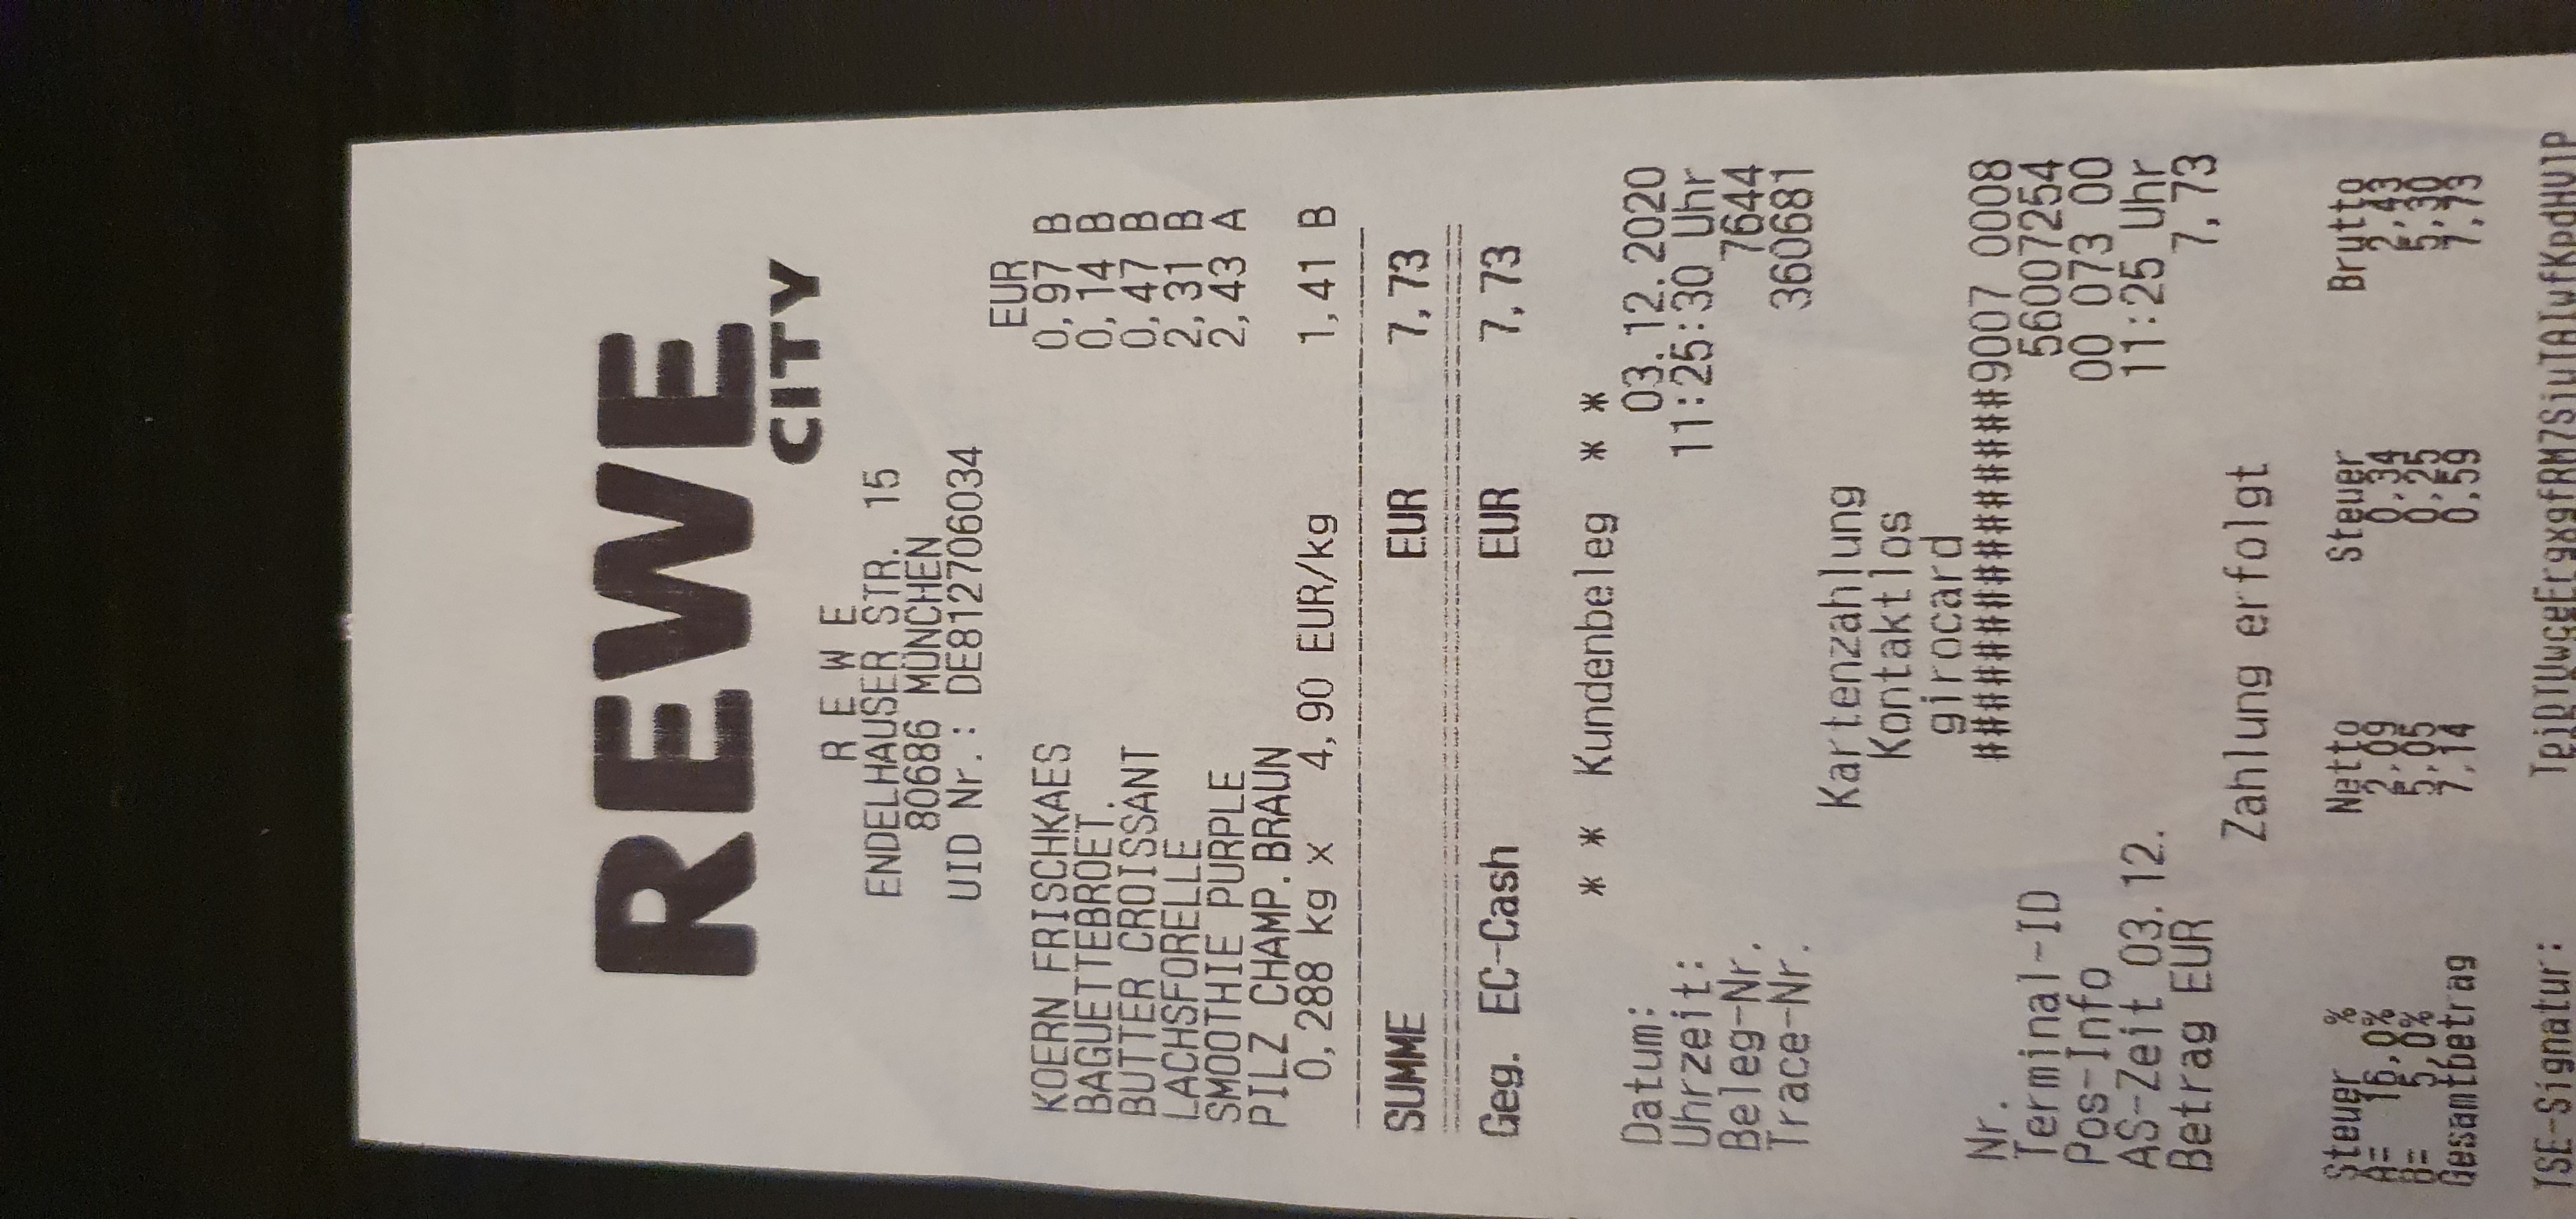 REWE
CITY
R E W E
ENDELHAUSER STR. 15
80686 MÜNCHEN
UID Nr.: DE812706034
EUR
KOERN FRISCHKAES 0,97 B
BAGUETTEBROET. 0,14 B
BUTTER CROISSANT 0,47 B
LACHSFORELLE 2,31 B
SMOOTHIE PURPLE 2,43 A
PILZ CHAMP.BRAUN
0,288 kg x 4,90 EUR/kg 1,41 B
SUMME EUR 7,73
Geg. EC-Cash EUR 7,73
* * Kundenbeleg * *
Datum: 03.12.2020
Uhrzeit: 11:25:30 Uhr
Beleg-Nr. 7644
Trace-Nr. 360681
Kartenzahlung
Kontaktlos
girocard
Nr. ###############9007 0008
Terminal-ID 56007254
Pos-Info 00 073 00
AS-Zeit 03.12. 11:25 Uhr
Betrag EUR 7,73
Zahlung erfolgt
Steuer % Netto Steuer Brutto
A= 16,0% 2,09 0,34 2,43
B= 5,0% 5,05 0,25 5,30
Gesamtbetrag 7,14 0,59 7,73
TSE-Signatur: